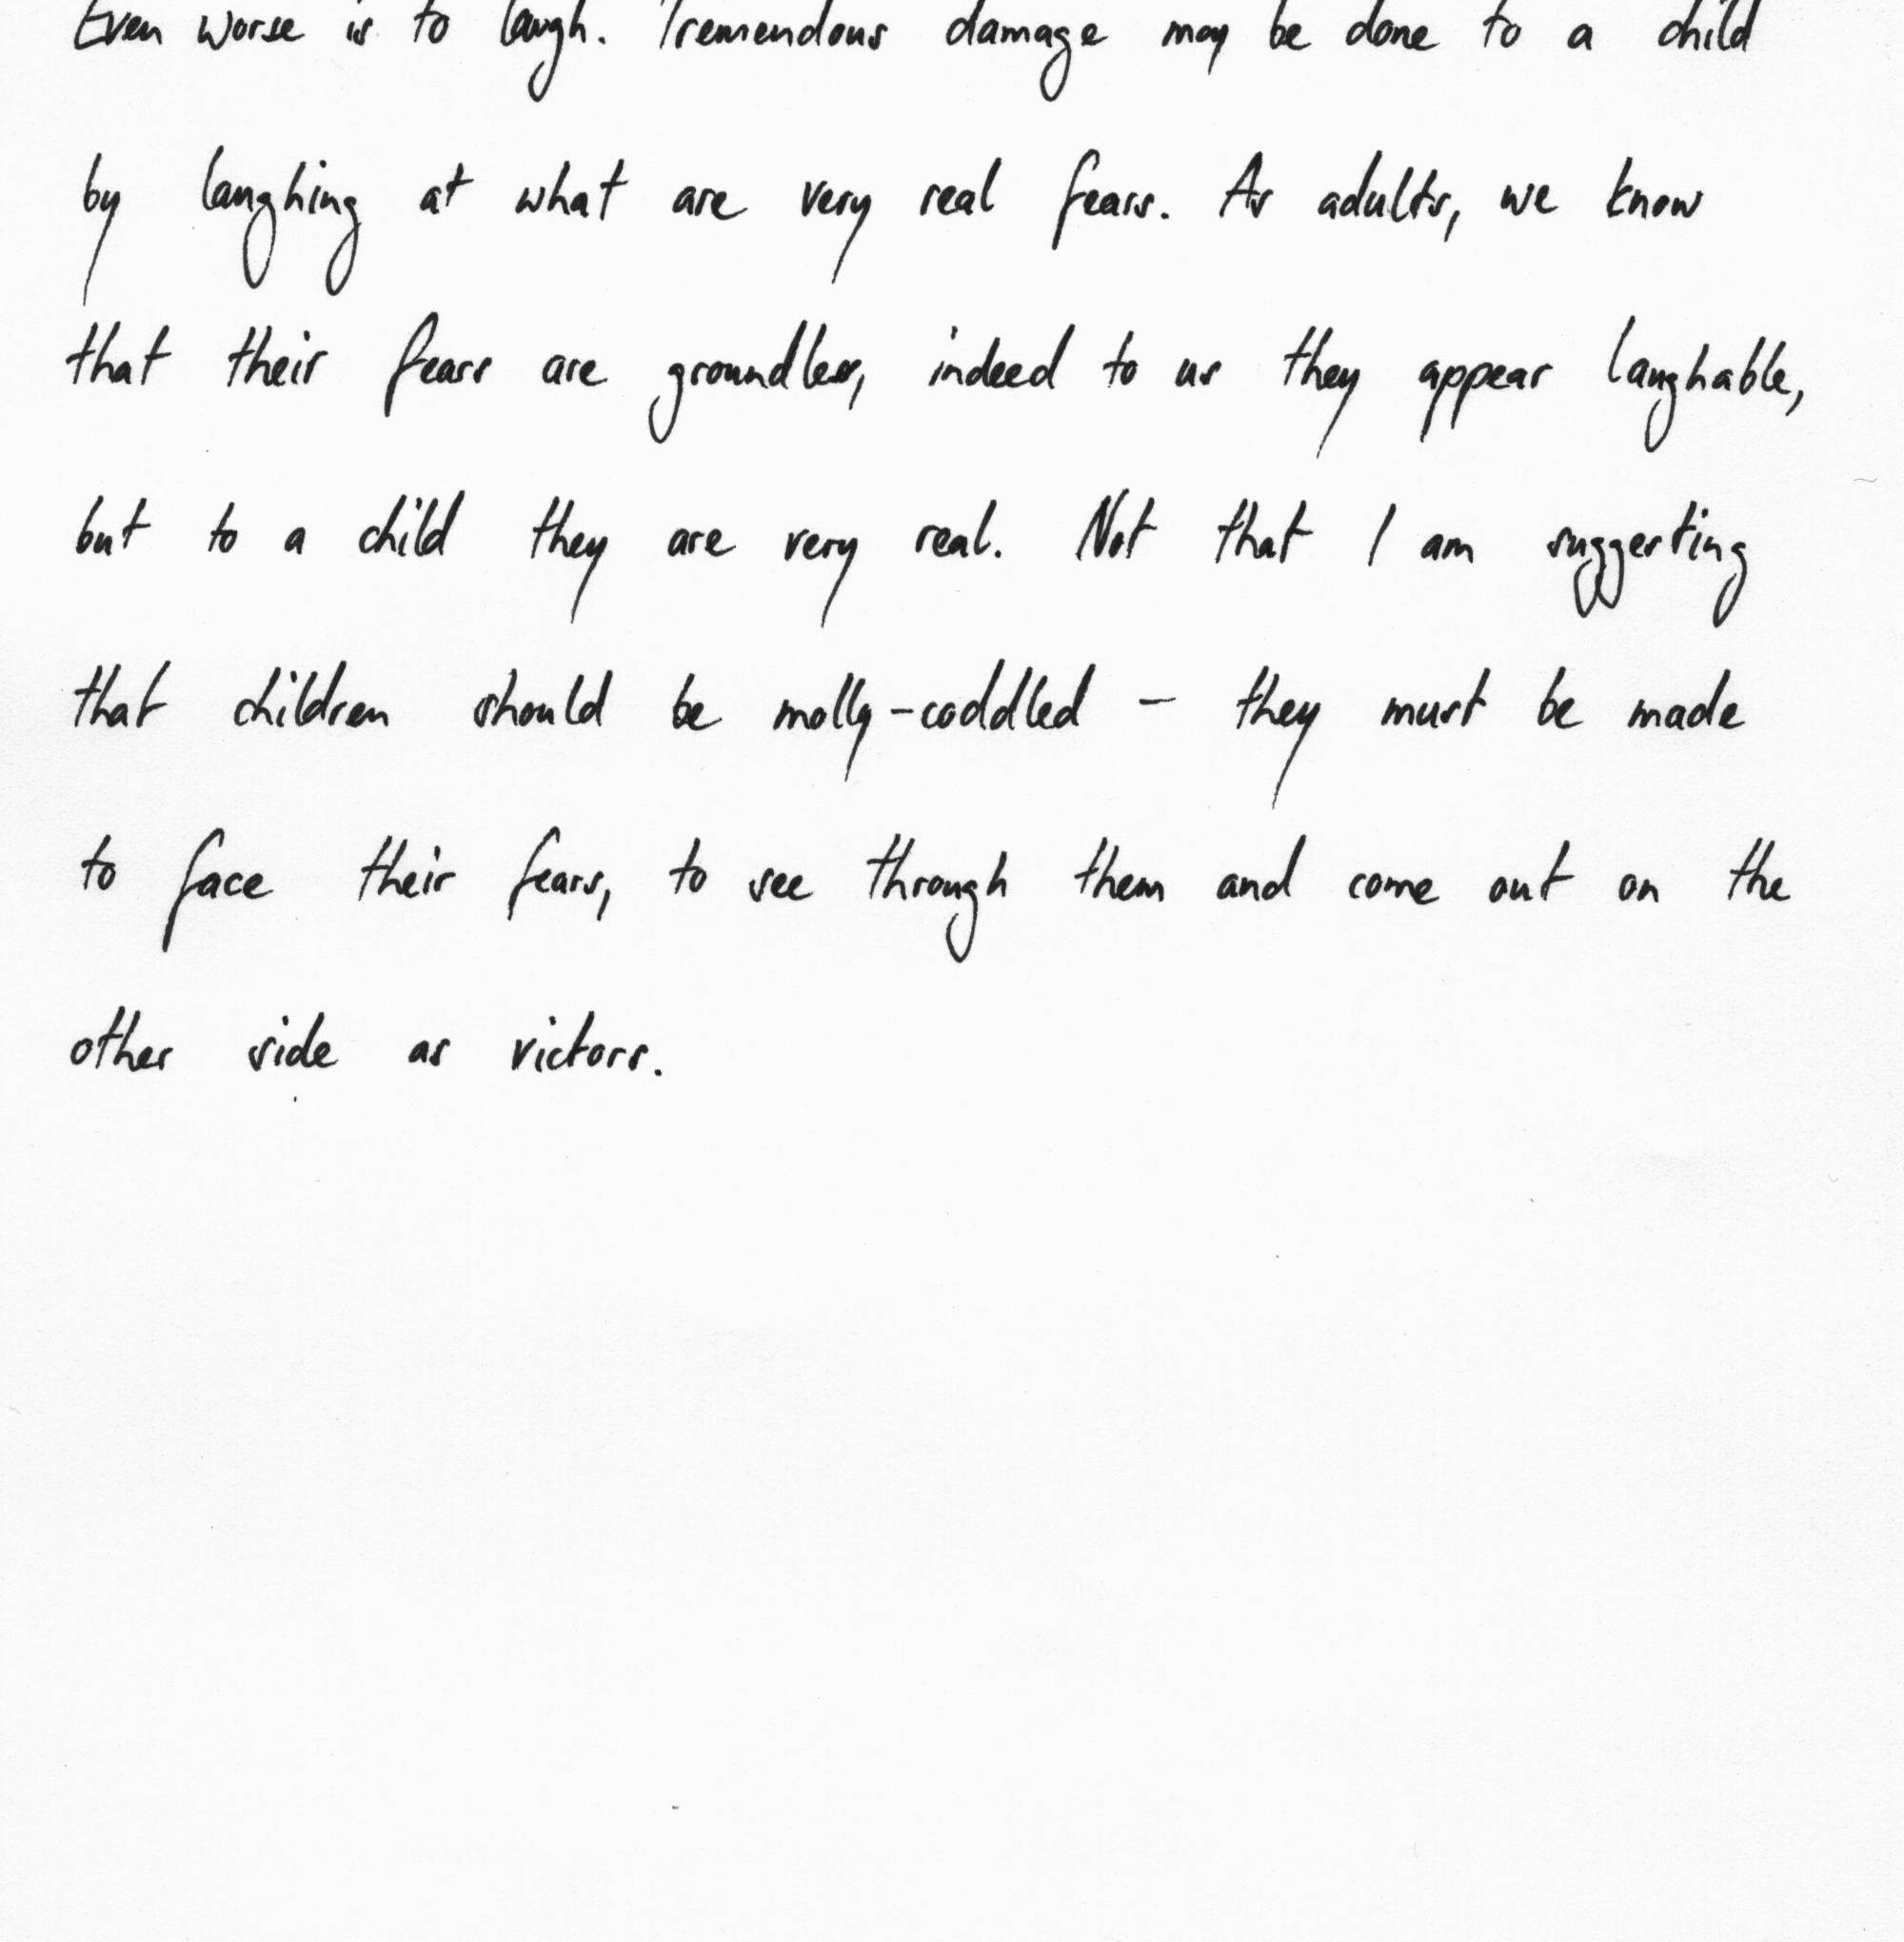 Even worse is to laugh. Tremendous damage may be done to a child
by laughing at what are very real fears. As adults, we know
that their fears are groundless, indeed to us they appear laughable,
but to a child they are very real. Not that I am suggesting
that children should be molly-coddled - they must be made
to face their fears, to see through them and come out on the
other side as victors.